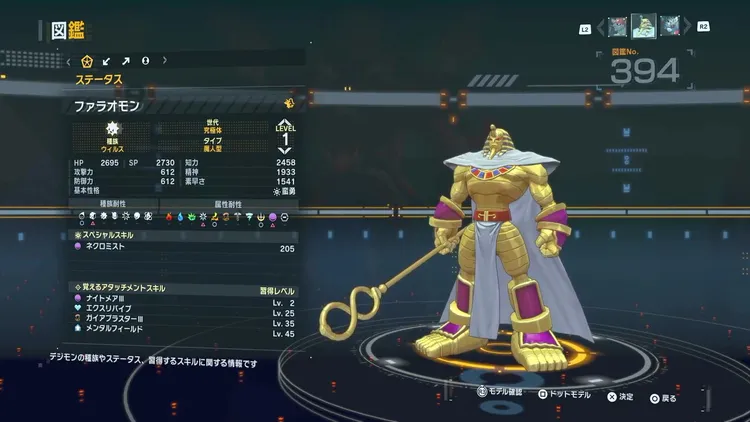 図鑑
L2
R2
図鑑No.
394
ステータス
ファラオモン
種族
ウイルス
世代
究極体
タイプ
魔人型
LEVEL
1
HP 2695 SP 2730 知力 2458
攻撃力 612 精神 1933
防御力 612 素早さ 1541
基本性格 蛮勇
種族耐性 属性耐性
スペシャルスキル
ネクロミスト 205
覚えるアタッチメントスキル 習得レベル
ナイトメアⅢ Lv. 2
エクスリバイブ Lv. 25
ガイアブラスターⅢ Lv. 35
メンタルフィールド Lv. 45
デジモンの種族やステータス、習得するスキルに関する情報です
モデル確認 ドットモデル 決定 戻る